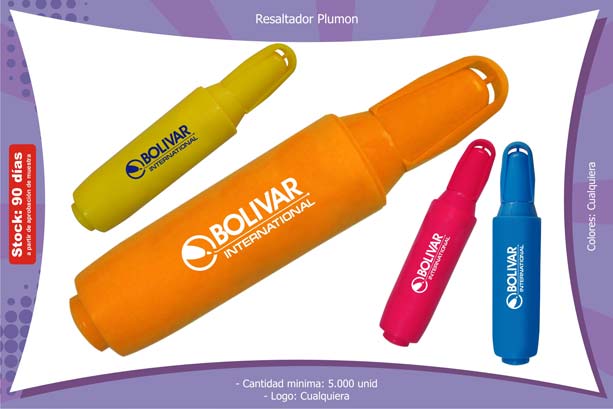 Resaltador Plumon
BOLIVAR
INTERNATIONAL
BOLIVAR
INTERNATIONAL
BOLIVAR
INTERNATIONAL
BOLIVAR
INTERNATIONAL
Stock: 90 días
a partir de aprobación de muestra
Colores: Cualquiera
- Cantidad minima: 5.000 unid
- Logo: Cualquiera